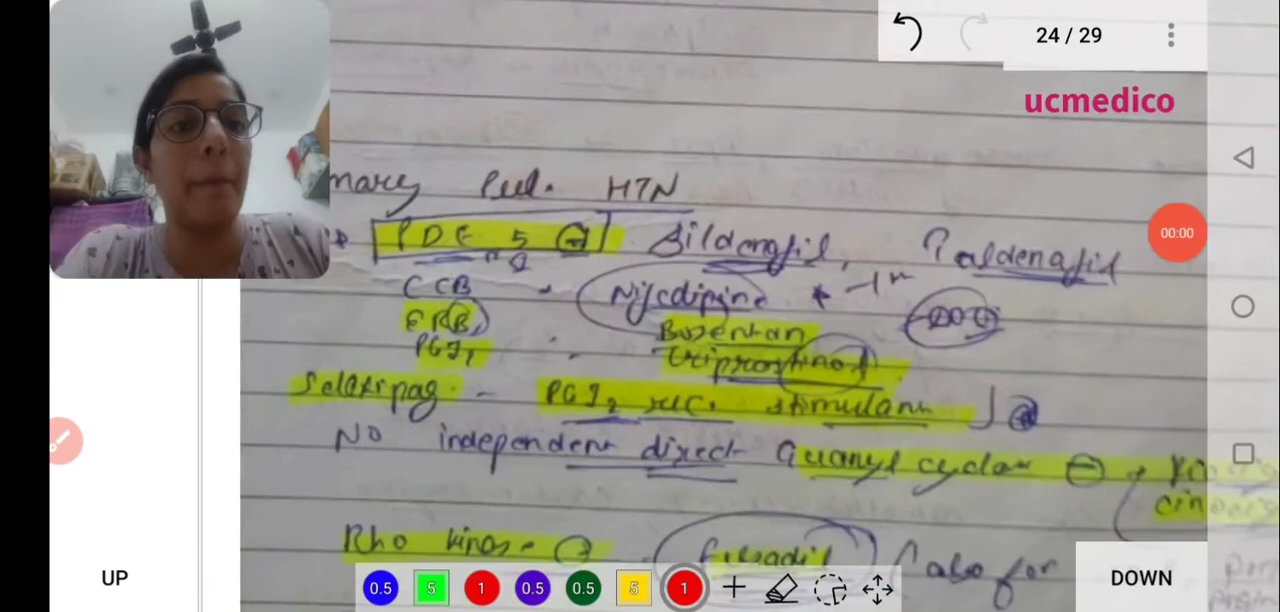 24 / 29
ucmedico
00:00
mary Pul. HTN
PDE 5 ⊖ Sildenafil, Taldenafil
CCB - Nifedipine
ERB, Bosentan
PGI₂ - Triprostinol
Selexipag - PGI₂ rec. stimulant
No independent direct Guanyl cyclase ⊖ →
Rho kinase ⊖ (also for
UP
0.5 5 1 0.5 0.5 5 1
DOWN